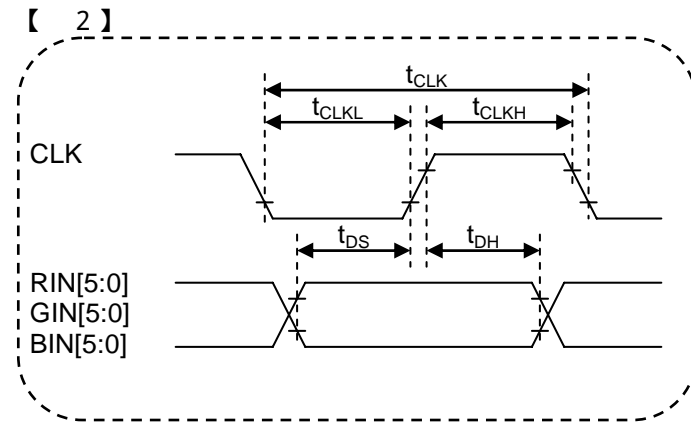 【 2】
tCLK
tCLKL tCLKH
CLK
tDS tDH
RIN[5:0]
GIN[5:0]
BIN[5:0]